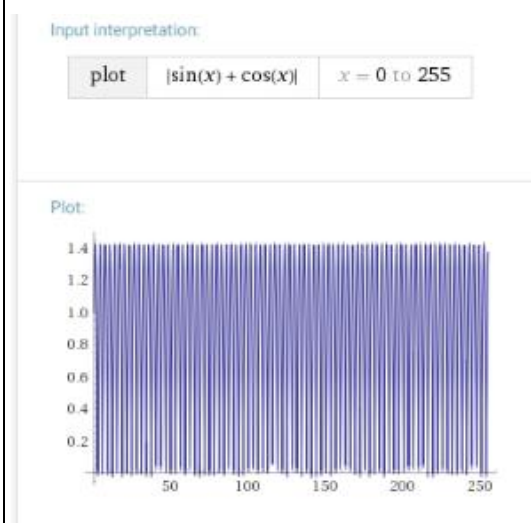 Input interpretation:
plot |sin(x) + cos(x)| x = 0 to 255
Plot:
1.4
1.2
1.0
0.8
0.6
0.4
0.2
50 100 150 200 250